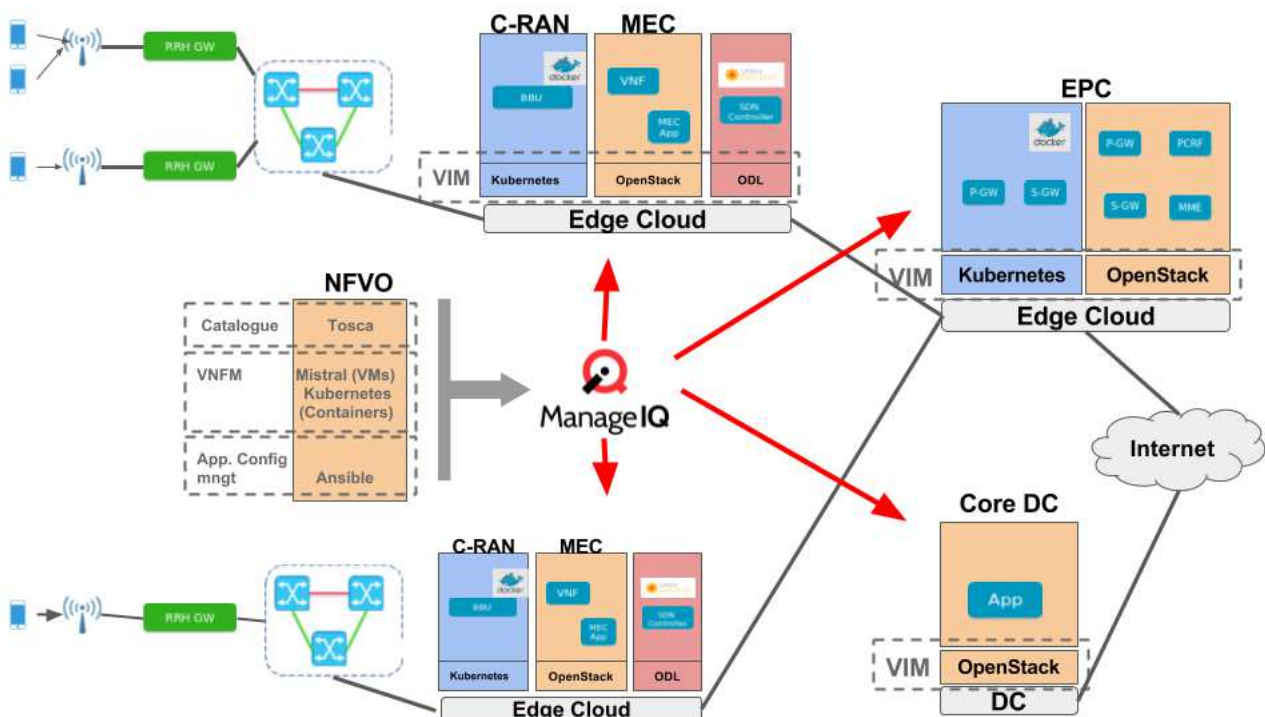 C-RAN
MEC
RRH GW
docker
BBU
VNF
MEC
App
OPEN
SDN
Controller
VIM
Kubernetes
OpenStack
ODL
Edge Cloud
RRH GW
EPC
docker
P-GW
S-GW
P-GW
PCRF
S-GW
MME
VIM
Kubernetes
OpenStack
Edge Cloud
NFVO
Catalogue
Tosca
VNFM
Mistral (VMs)
Kubernetes
(Containers)
App. Config
mngt
Ansible
ManageIQ
Internet
Core DC
App
VIM
OpenStack
DC
C-RAN
MEC
RRH GW
docker
BBU
VNF
MEC
App
OPEN
SDN
Controller
Kubernetes
OpenStack
ODL
Edge Cloud